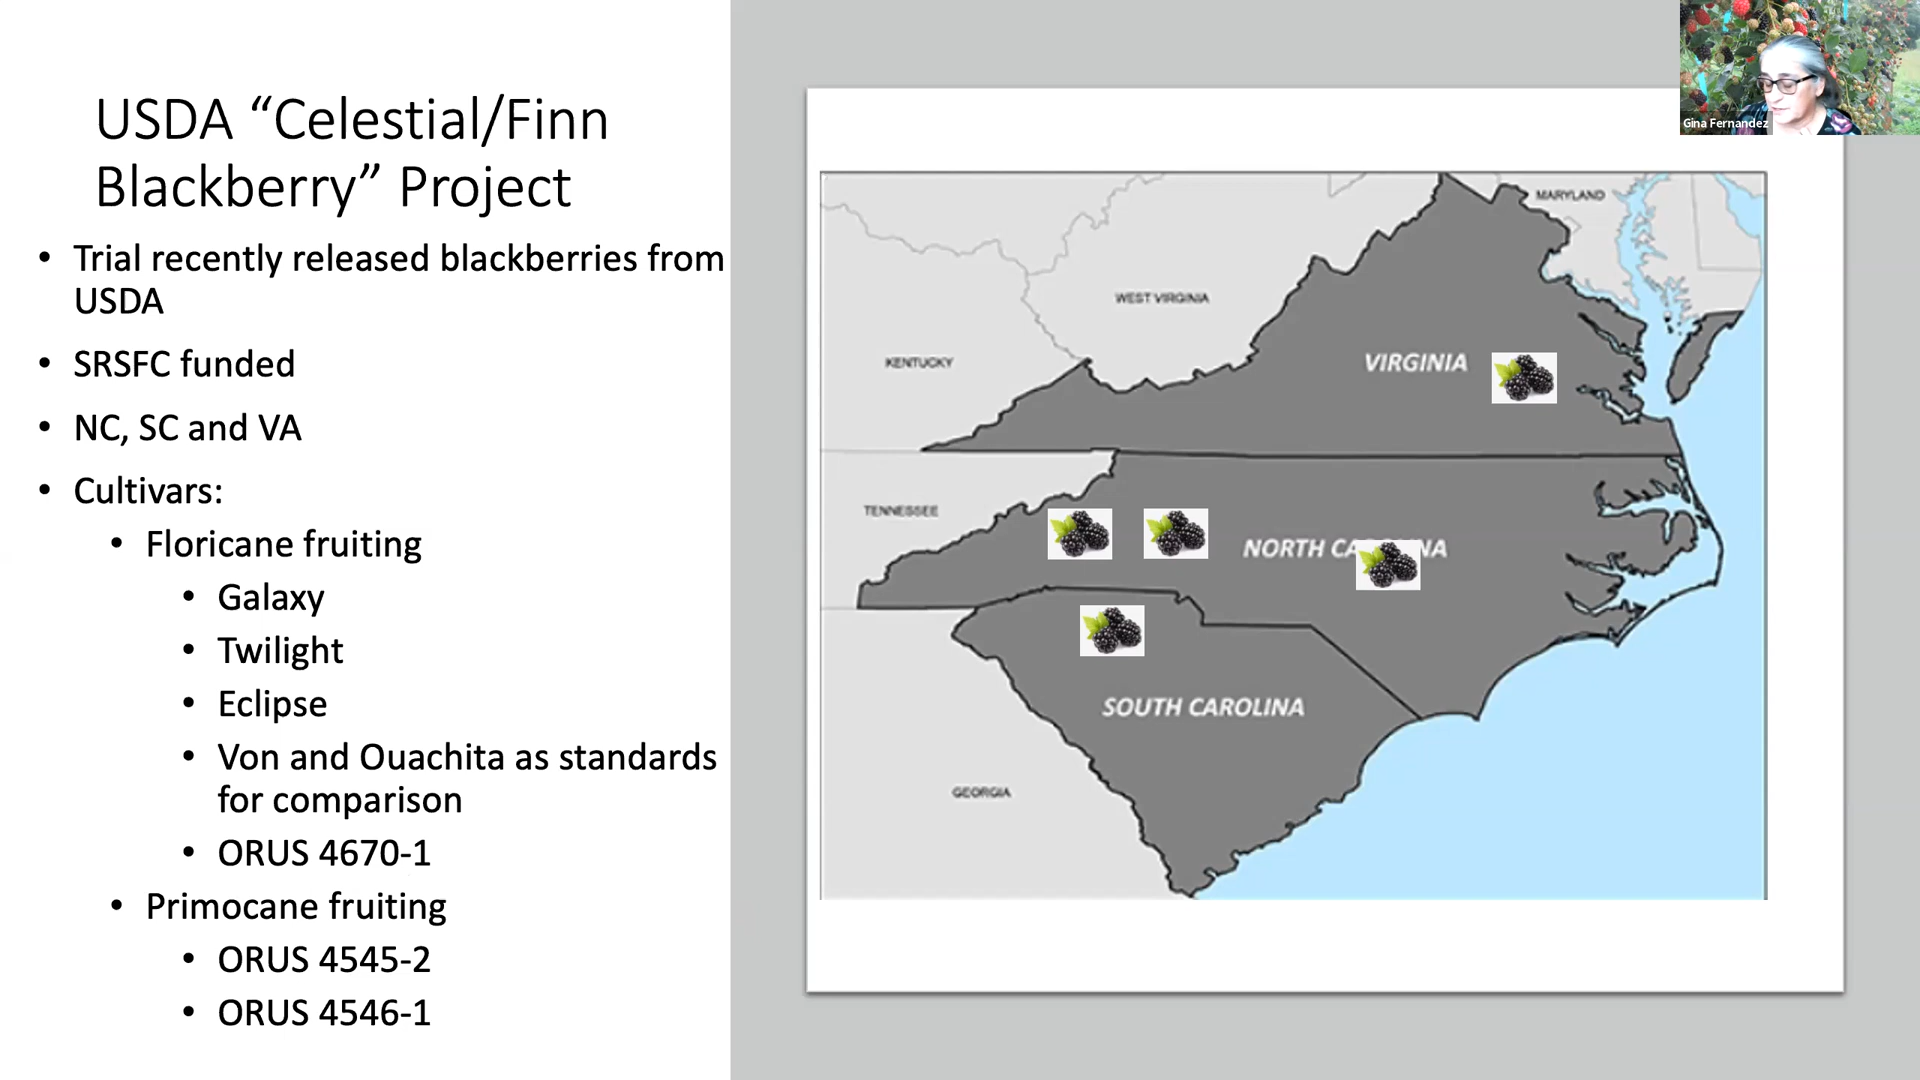 USDA “Celestial/Finn
Blackberry” Project
• Trial recently released blackberries from
USDA
• SRSFC funded
• NC, SC and VA
• Cultivars:
• Floricane fruiting
• Galaxy
• Twilight
• Eclipse
• Von and Ouachita as standards
for comparison
• ORUS 4670-1
• Primocane fruiting
• ORUS 4545-2
• ORUS 4546-1
Gina Fernandez
MARYLAND
WEST VIRGINIA
KENTUCKY
VIRGINIA
TENNESSEE
NORTH CAROLINA
SOUTH CAROLINA
GEORGIA